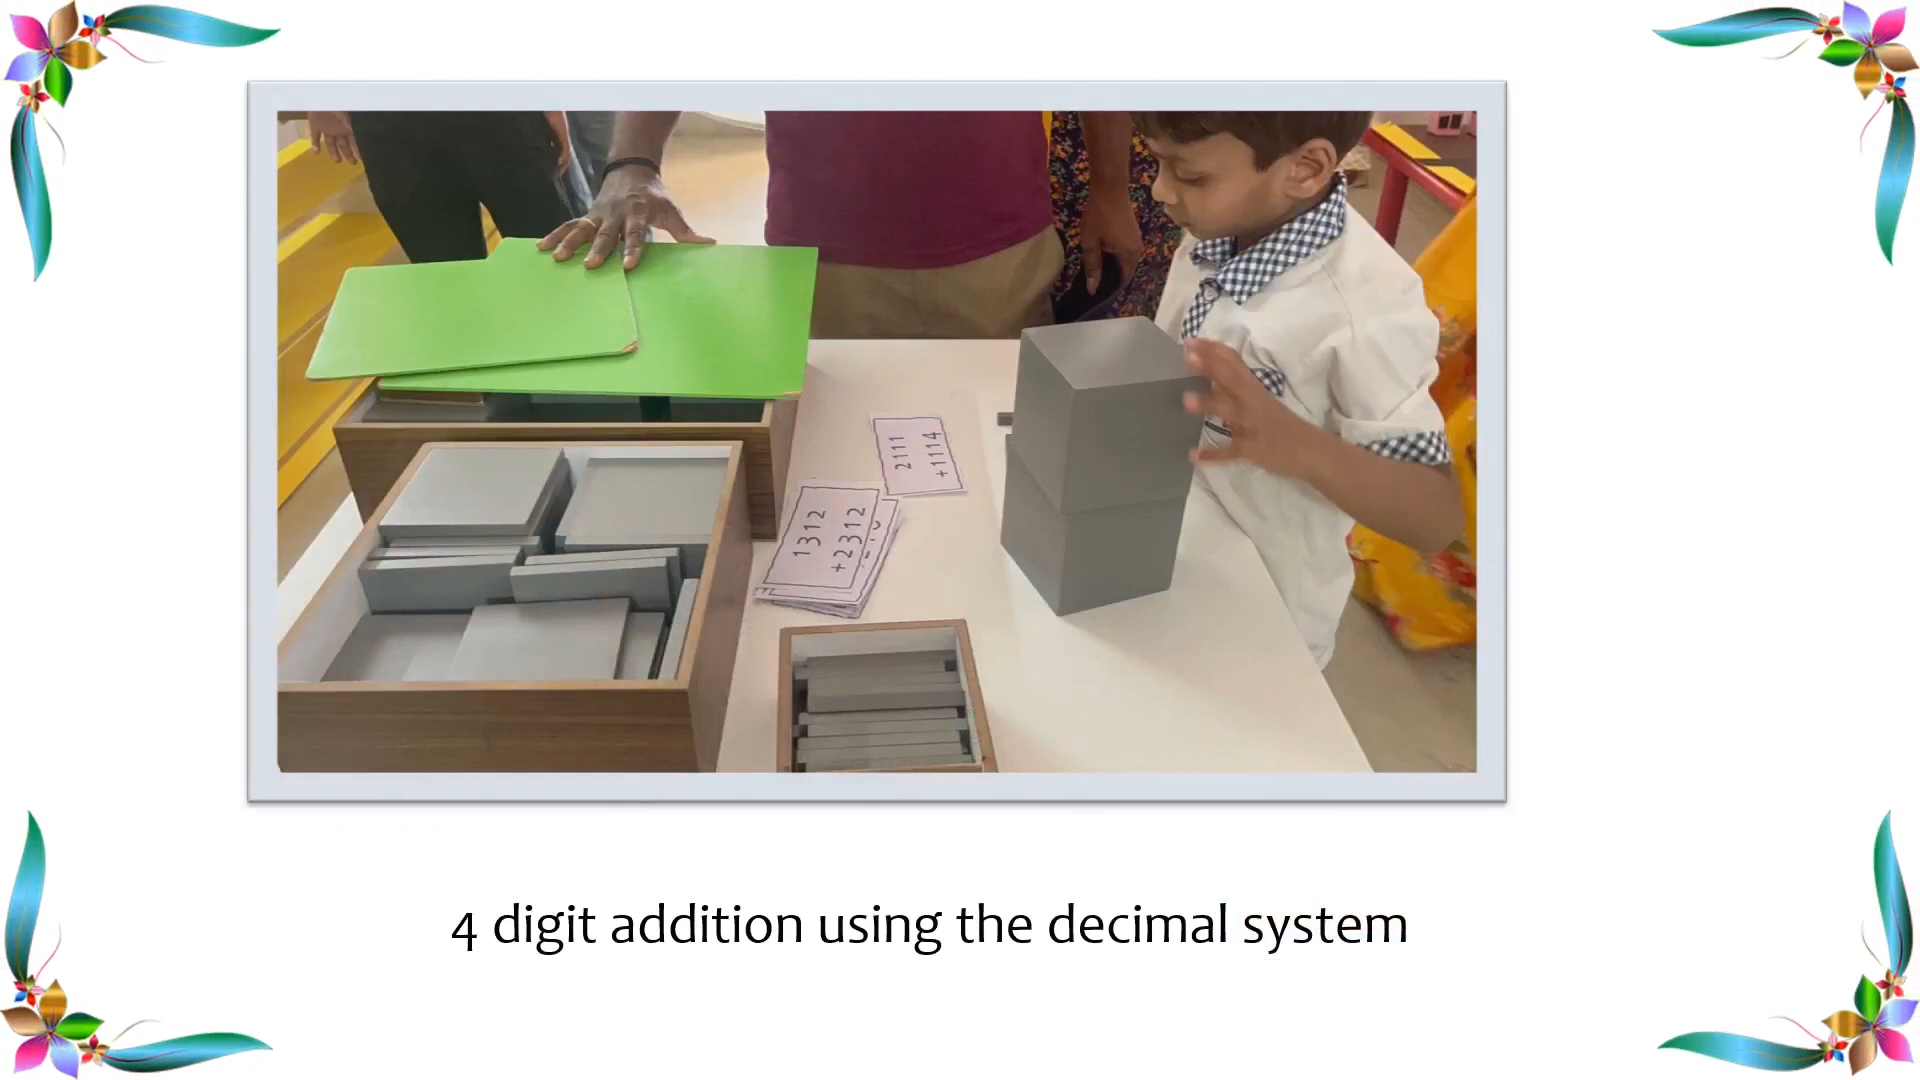 2111
+1114
1312
+2312
4 digit addition using the decimal system